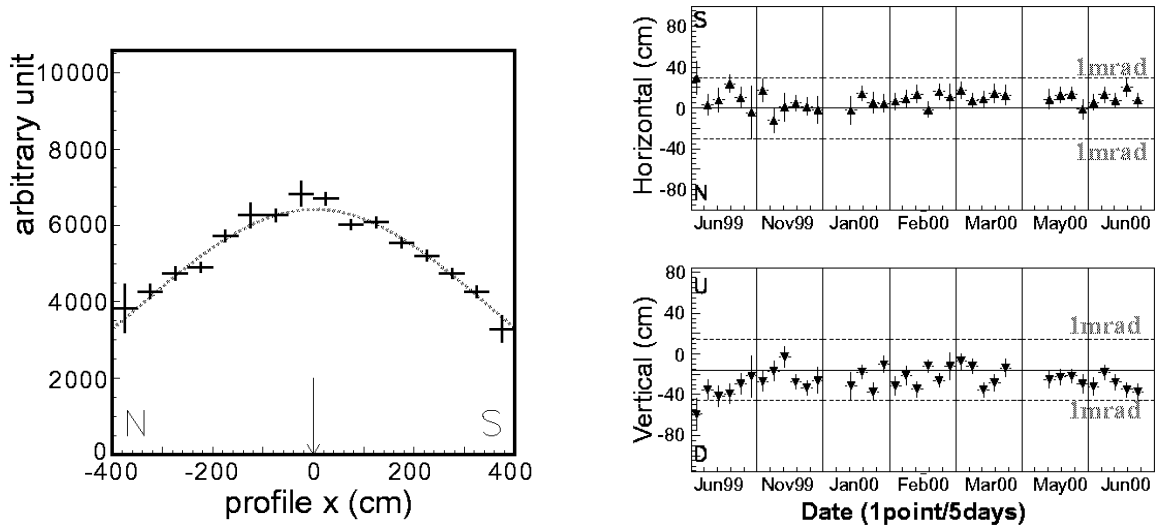 arbitrary unit
10000
8000
6000
4000
2000
0
N
S
-400
-200
0
200
400
profile x (cm)
Horizontal (cm)
80
40
0
-40
-80
S
N
1mrad
1mrad
Jun99
Nov99
Jan00
Feb00
Mar00
May00
Jun00
Vertical (cm)
80
40
0
-40
-80
U
D
1mrad
1mrad
Jun99
Nov99
Jan00
Feb00
Mar00
May00
Jun00
Date (1point/5days)